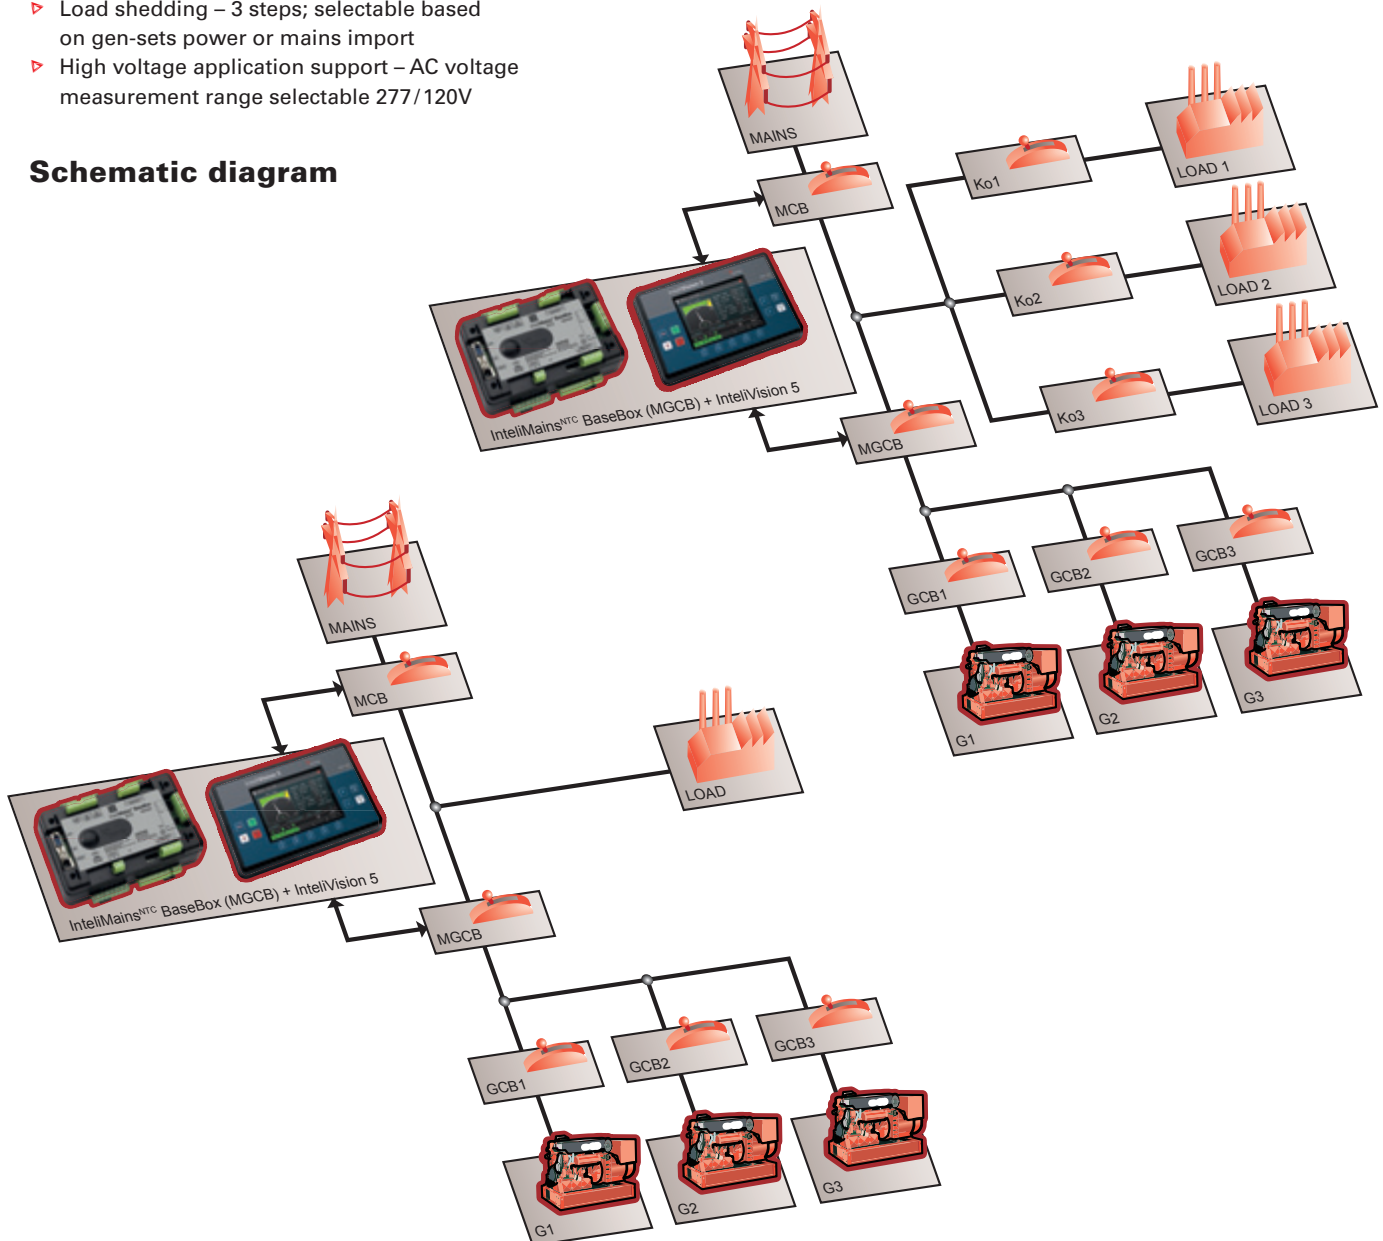 Load shedding – 3 steps; selectable based
on gen-sets power or mains import
High voltage application support – AC voltage
measurement range selectable 277/120V
Schematic diagram
MAINS
MCB
InteliMainsNTC BaseBox (MGCB) + InteliVision 5
MGCB
Ko1
LOAD 1
Ko2
LOAD 2
Ko3
LOAD 3
GCB1
GCB2
GCB3
G1
G2
G3
MAINS
MCB
LOAD
InteliMainsNTC BaseBox (MGCB) + InteliVision 5
MGCB
GCB1
GCB2
GCB3
G1
G2
G3